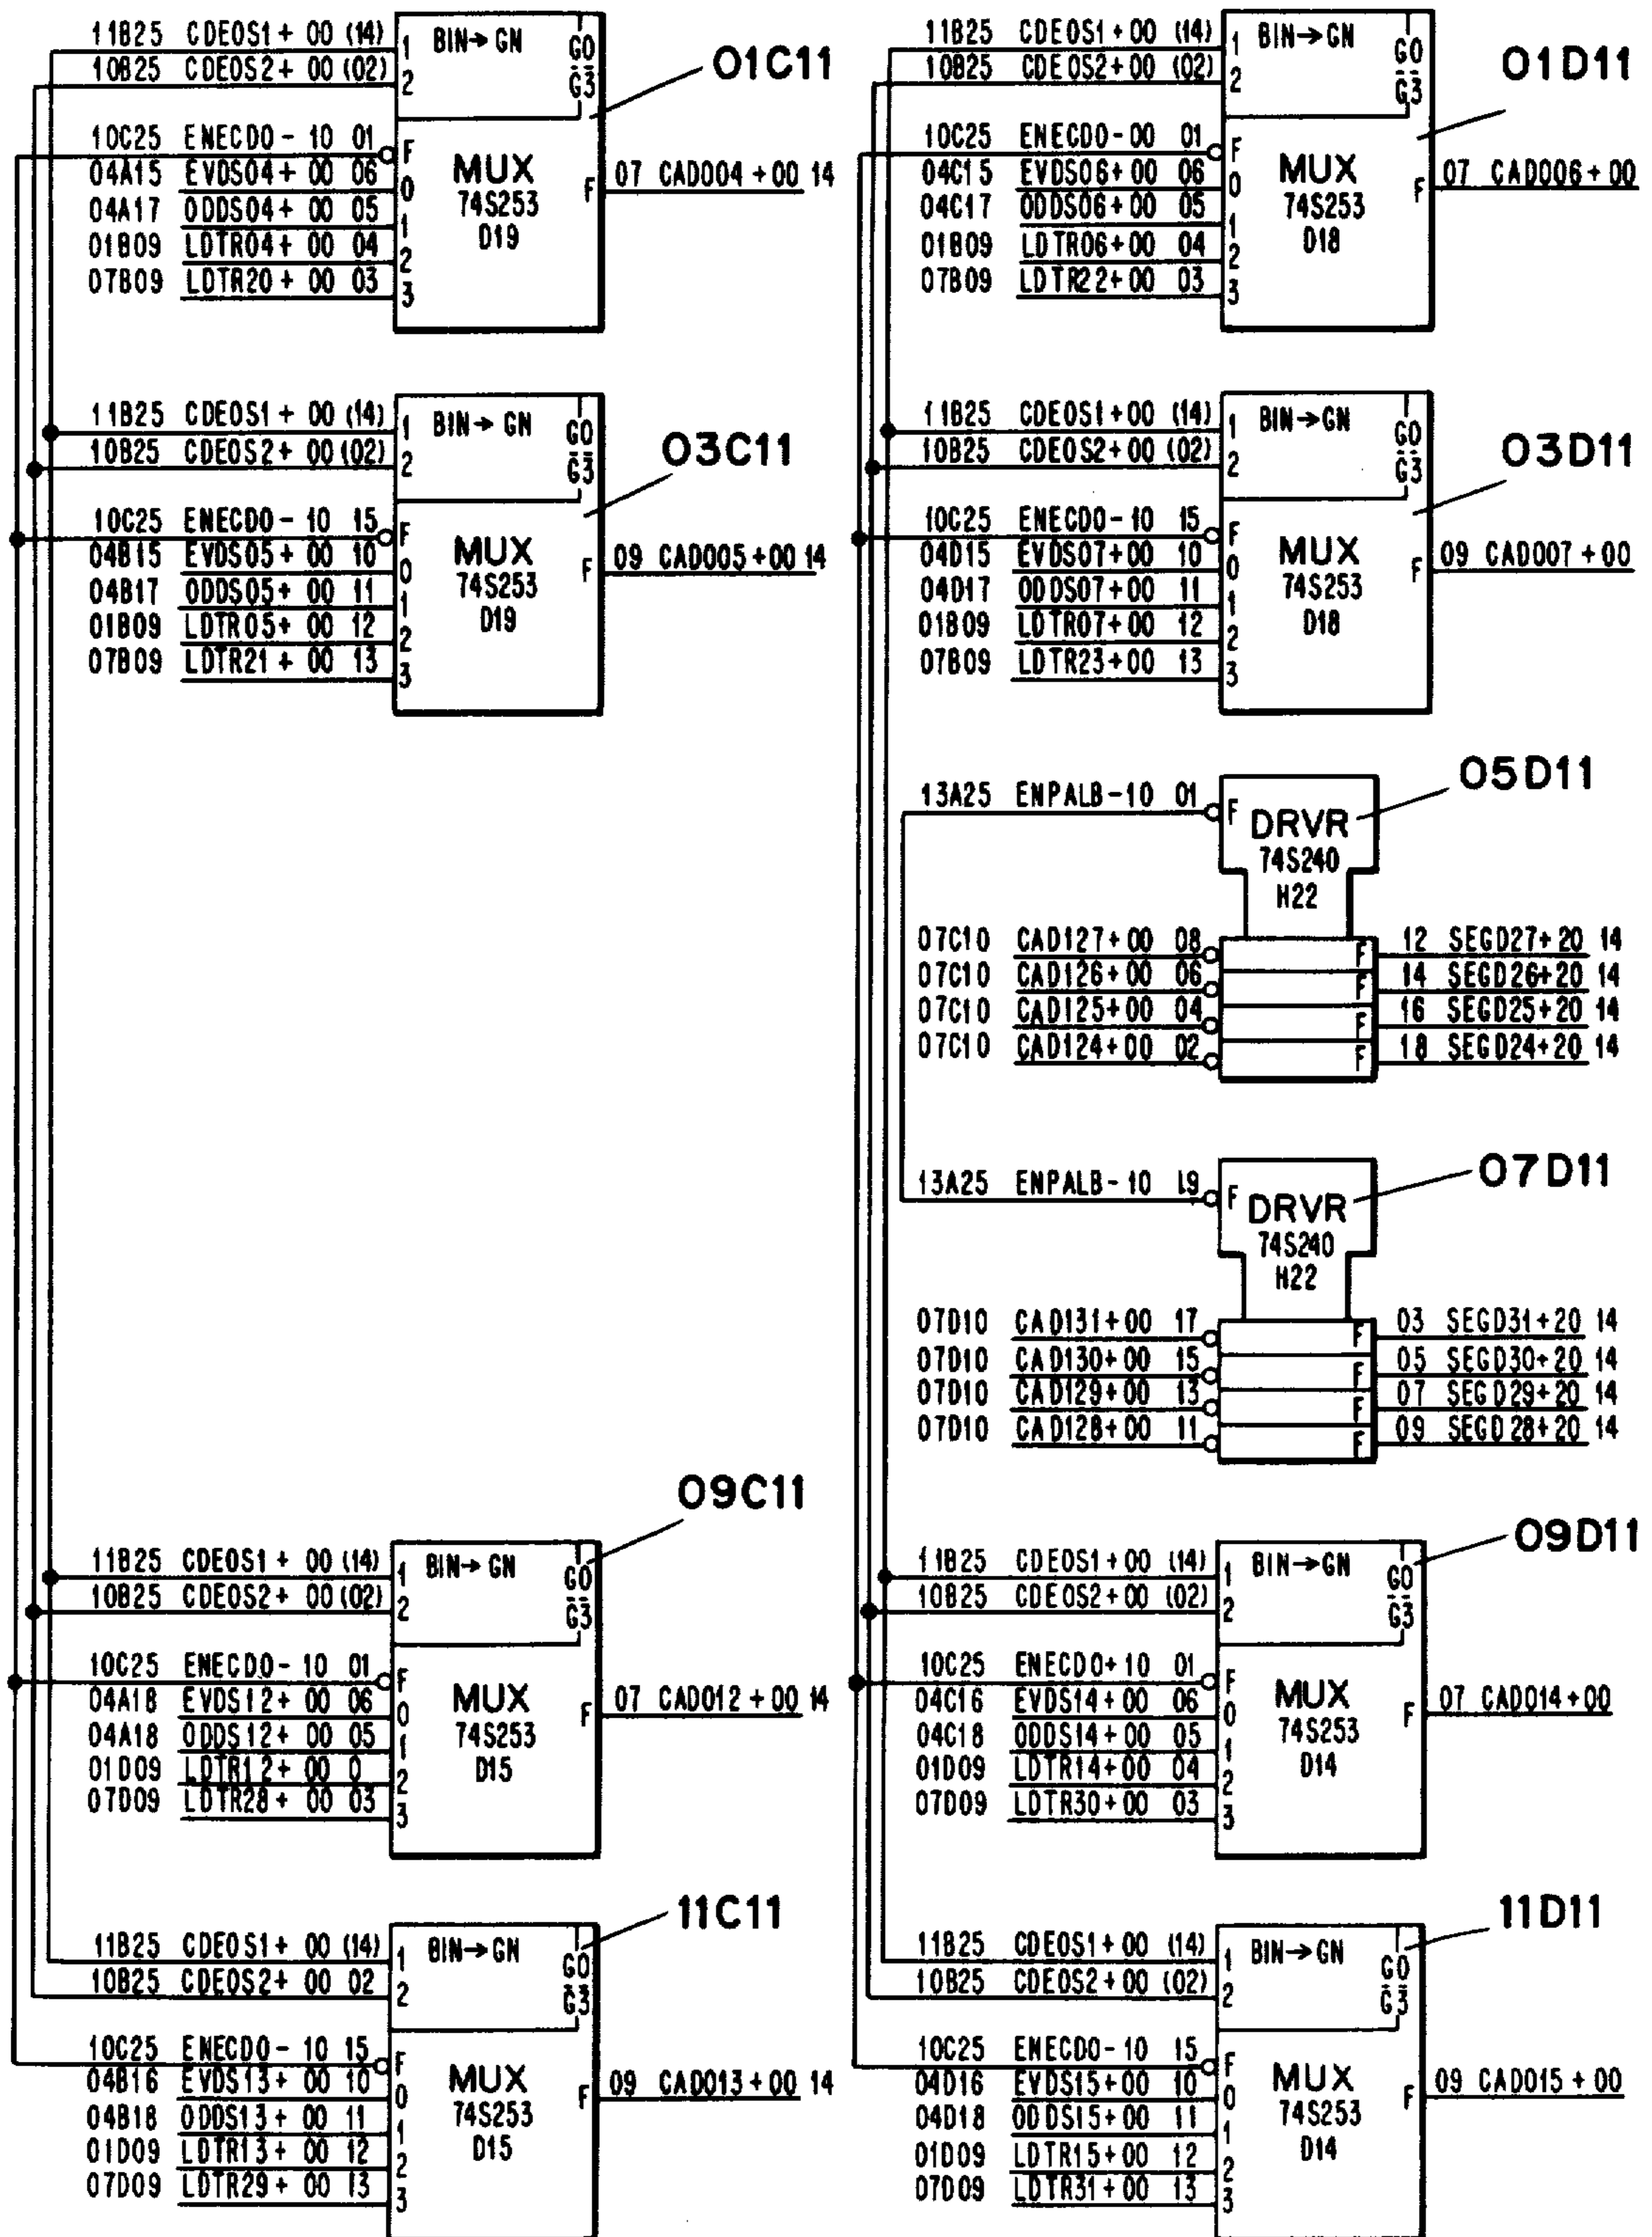 11B25 CDEOS1+00 (14) 1 BIN→GN G0
10B25 CDEOS2+00 (02) 2 G3
01C11
10C25 ENECD0-10 01 F
04A15 EVDS04+00 06 0
04A17 ODDS04+00 05 1
01B09 LDTR04+00 04 2
07B09 LDTR20+00 03 3
MUX
74S253
D19
F 07 CAD004+00 14
11B25 CDEOS1+00 (14) 1 BIN→GN G0
10B25 CDEOS2+00 (02) 2 G3
03C11
10C25 ENECD0-10 15 F
04B15 EVDS05+00 10 0
04B17 ODDS05+00 11 1
01B09 LDTR05+00 12 2
07B09 LDTR21+00 13 3
MUX
74S253
D19
F 09 CAD005+00 14
09C11
11B25 CDEOS1+00 (14) 1 BIN→GN G0
10B25 CDEOS2+00 (02) 2 G3
10C25 ENECD0-10 01 F
04A18 EVDS12+00 06 0
04A18 ODDS12+00 05 1
01D09 LDTR12+00 0 2
07D09 LDTR28+00 03 3
MUX
74S253
D15
F 07 CAD012+00 14
11C11
11B25 CDEOS1+00 (14) 1 BIN→GN G0
10B25 CDEOS2+00 02 2 G3
10C25 ENECD0-10 15 F
04B16 EVDS13+00 10 0
04B18 ODDS13+00 11 1
01D09 LDTR13+00 12 2
07D09 LDTR29+00 13 3
MUX
74S253
D15
F 09 CAD013+00 14
11B25 CDEOS1+00 (14) 1 BIN→GN G0
10B25 CDEOS2+00 (02) 2 G3
01D11
10C25 ENECD0-00 01 F
04C15 EVDS06+00 06 0
04C17 ODDS06+00 05 1
01B09 LDTR06+00 04 2
07B09 LDTR22+00 03 3
MUX
74S253
D18
F 07 CAD006+00
11B25 CDEOS1+00 (14) 1 BIN→GN G0
10B25 CDEOS2+00 (02) 2 G3
03D11
10C25 ENECD0-10 15 F
04D15 EVDS07+00 10 0
04D17 ODDS07+00 11 1
01B09 LDTR07+00 12 2
07B09 LDTR23+00 13 3
MUX
74S253
D18
F 09 CAD007+00
05D11
13A25 ENPALB-10 01 F
DRVR
74S240
H22
07C10 CAD127+00 08 F 12 SEGD27+20 14
07C10 CAD126+00 06 F 14 SEGD26+20 14
07C10 CAD125+00 04 F 16 SEGD25+20 14
07C10 CAD124+00 02 F 18 SEGD24+20 14
07D11
13A25 ENPALB-10 19 F
DRVR
74S240
H22
07D10 CAD131+00 17 F 03 SEGD31+20 14
07D10 CAD130+00 15 F 05 SEGD30+20 14
07D10 CAD129+00 13 F 07 SEGD29+20 14
07D10 CAD128+00 11 F 09 SEGD28+20 14
09D11
11B25 CDEOS1+00 (14) 1 BIN→GN G0
10B25 CDEOS2+00 (02) 2 G3
10C25 ENECD0+10 01 F
04C16 EVDS14+00 06 0
04C18 ODDS14+00 05 1
01D09 LDTR14+00 04 2
07D09 LDTR30+00 03 3
MUX
74S253
D14
F 07 CAD014+00
11D11
11B25 CDEOS1+00 (14) 1 BIN→GN G0
10B25 CDEOS2+00 (02) 2 G3
10C25 ENECD0-10 15 F
04D16 EVDS15+00 10 0
04D18 ODDS15+00 11 1
01D09 LDTR15+00 12 2
07D09 LDTR31+00 13 3
MUX
74S253
D14
F 09 CAD015+00